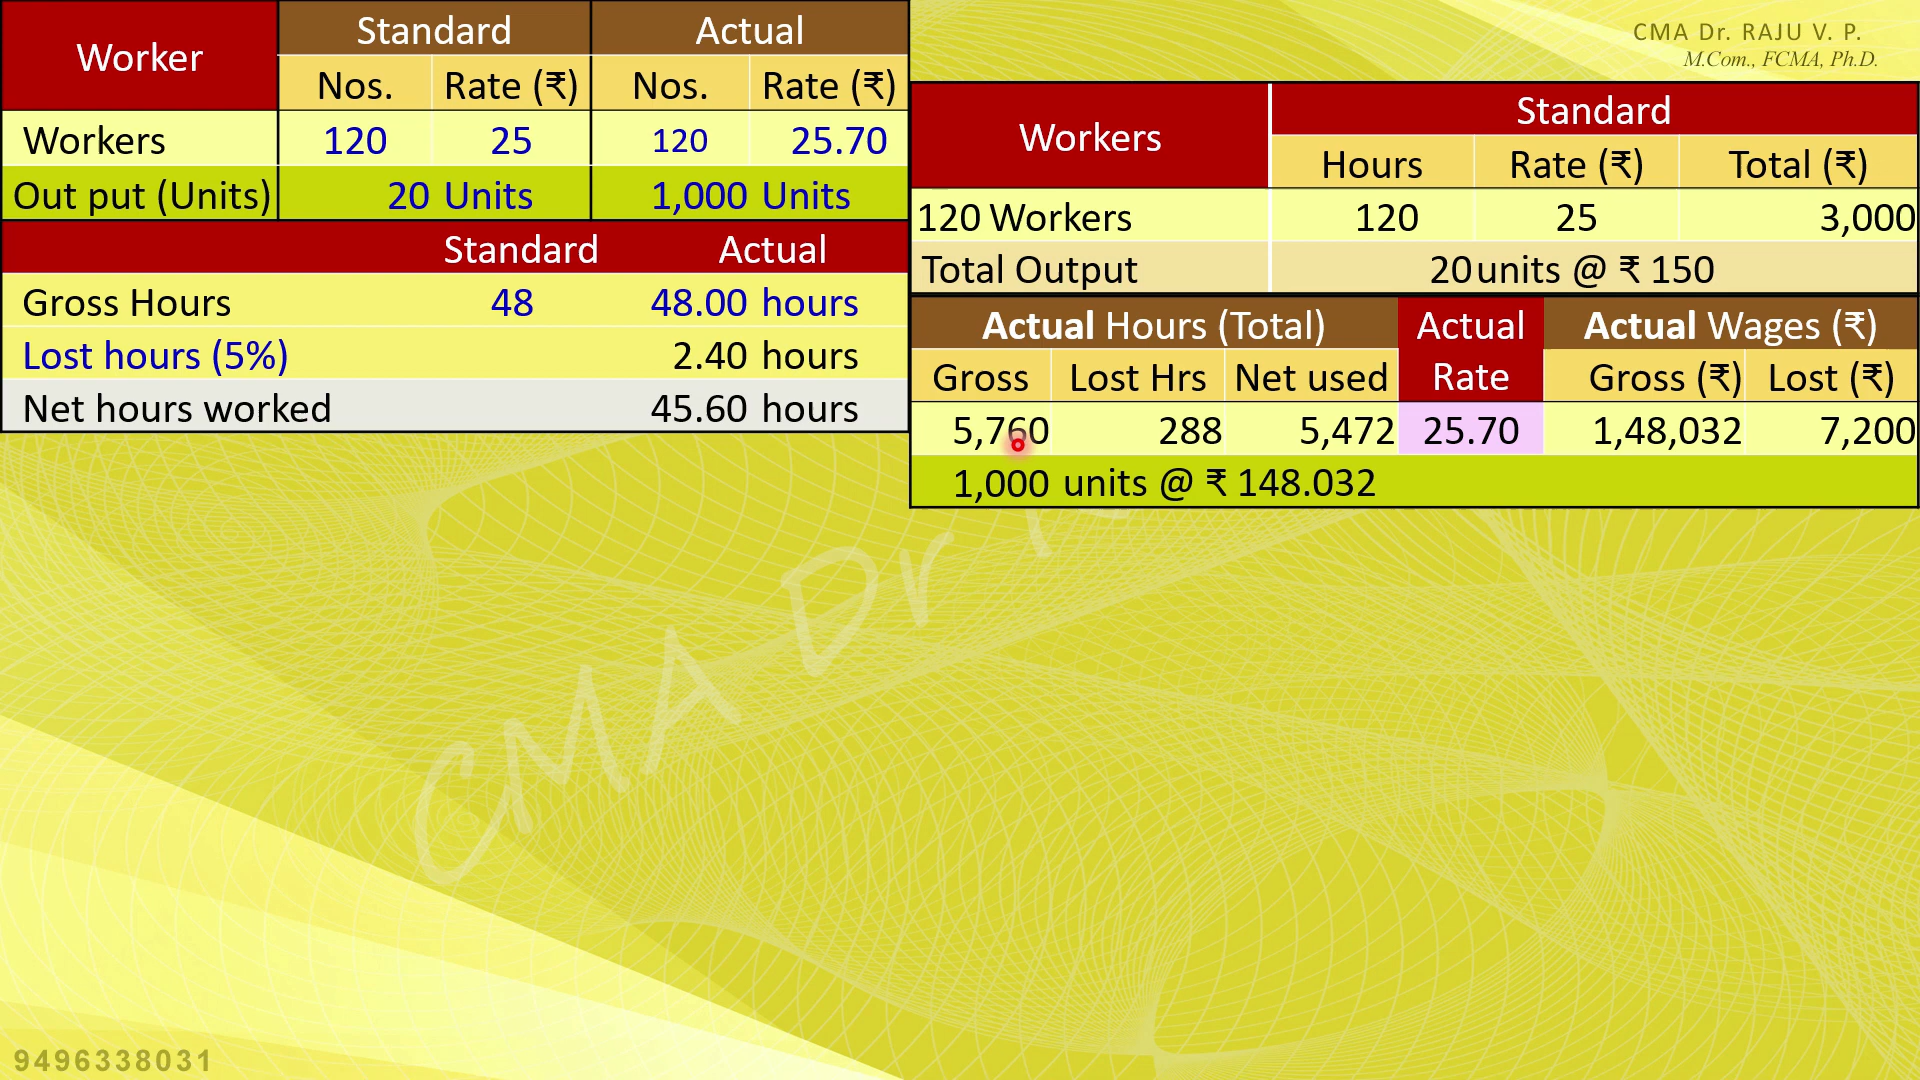 Worker Standard Actual
Nos. Rate (₹) Nos. Rate (₹)
Workers 120 25 120 25.70
Out put (Units) 20 Units 1,000 Units
Standard Actual
Gross Hours 48 48.00 hours
Lost hours (5%) 2.40 hours
Net hours worked 45.60 hours
CMA Dr. RAJU V. P.
M.Com., FCMA, Ph.D.
Workers Standard
Hours Rate (₹) Total (₹)
120 Workers 120 25 3,000
Total Output 20 units @ ₹ 150
Actual Hours (Total) Actual Rate Actual Wages (₹)
Gross Lost Hrs Net used Gross (₹) Lost (₹)
5,760 288 5,472 25.70 1,48,032 7,200
1,000 units @ ₹ 148.032
CMA Dr
9496338031